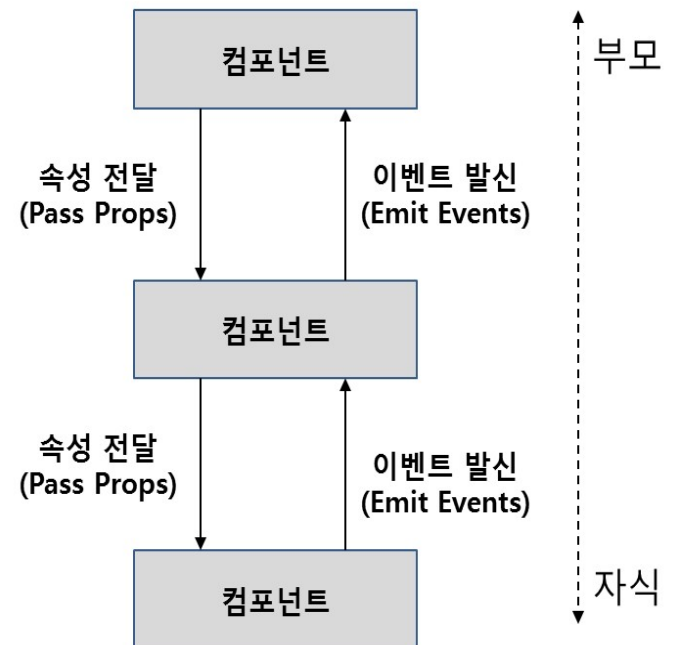 컴포넌트
부모
속성 전달
(Pass Props)
이벤트 발신
(Emit Events)
컴포넌트
속성 전달
(Pass Props)
이벤트 발신
(Emit Events)
컴포넌트
자식